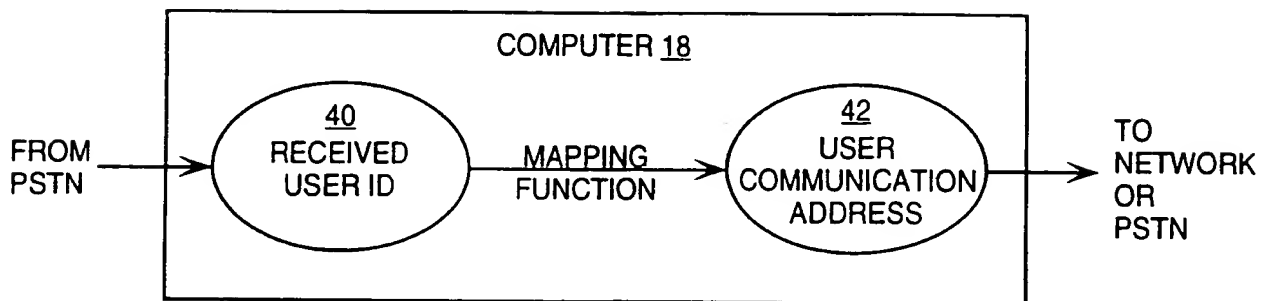 COMPUTER 18
FROM
PSTN
40
RECEIVED
USER ID
MAPPING
FUNCTION
42
USER
COMMUNICATION
ADDRESS
TO
NETWORK
OR
PSTN